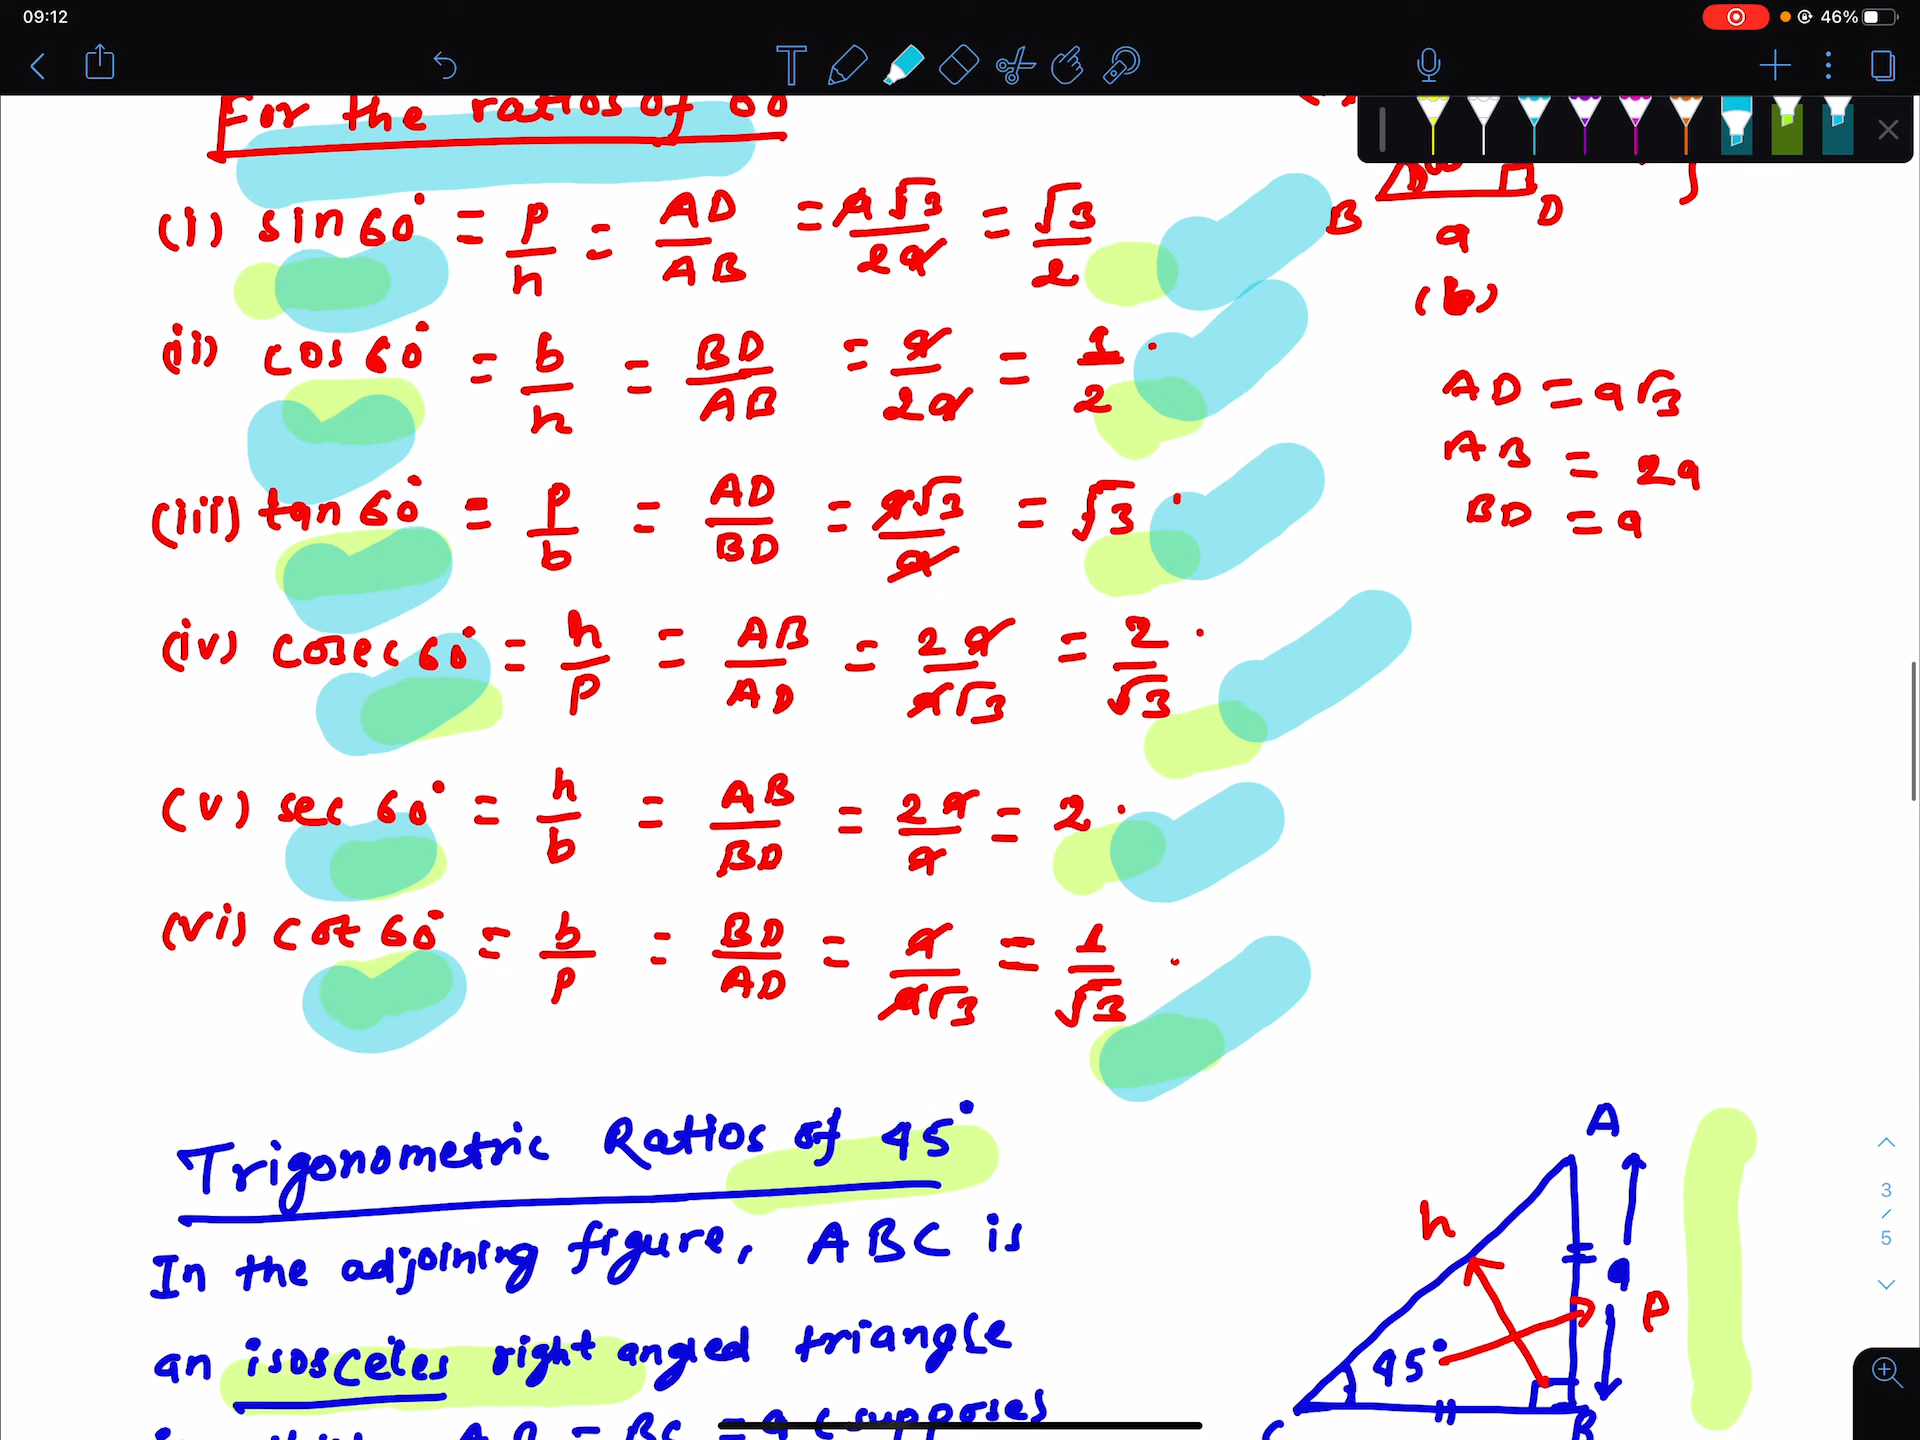 09:12
46%
For the ratios of 60
(i) sin 60° = p/h = AD/AB = a√3/2a = √3/2
B a D
(b)
(ii) cos 60° = b/h = BD/AB = a/2a = 1/2.
AD = a√3
AB = 2a
BD = a
(iii) tan 60° = p/b = AD/BD = a√3/a = √3.
(iv) cosec 60° = h/p = AB/AD = 2a/a√3 = 2/√3.
(v) sec 60° = h/b = AB/BD = 2a/a = 2.
(vi) cot 60° = b/p = BD/AD = a/a√3 = 1/√3.
Trigonometric Ratios of 45°
In the adjoining figure, ABC is
an isosceles right angled triangle
AB = BC = a (supposes
A
h
a
p
45°
C B
3/5